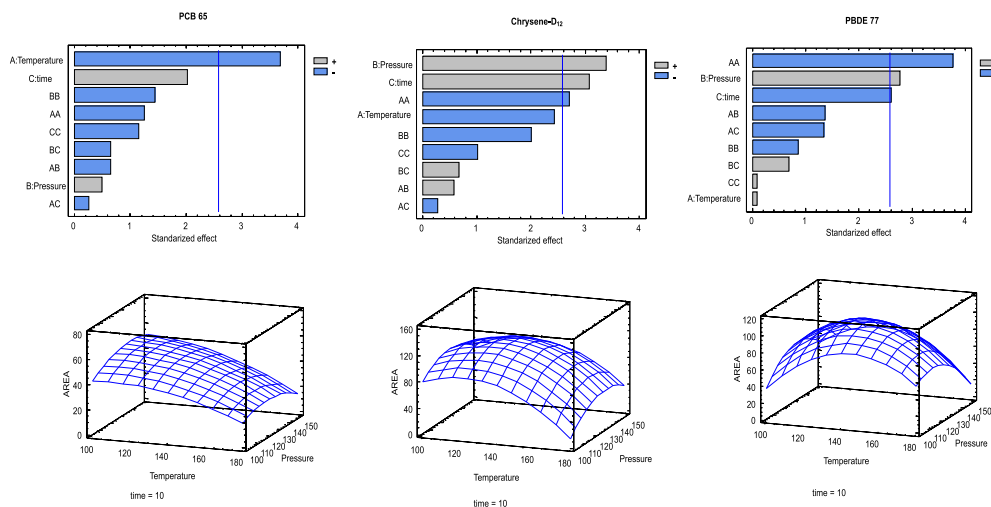 PCB 65
A:Temperature
C:time
BB
AA
CC
BC
AB
B:Pressure
AC
+
-
0 1 2 3 4
Standarized effect
Chrysene-D12
B:Pressure
C:time
AA
A:Temperature
BB
CC
BC
AB
AC
+
-
0 1 2 3 4
Standarized effect
PBDE 77
AA
B:Pressure
C:time
AB
AC
BB
BC
CC
A:Temperature
0 1 2 3 4
Standarized effect
AREA
80
60
40
20
0
100 120 140 160 180
Temperature
100 110 120 130 140 150
Pressure
time = 10
AREA
160
120
80
40
0
100 120 140 160 180
Temperature
100 110 120 130 140 150
Pressure
time = 10
AREA
120
100
80
60
40
20
0
100 120 140 160 180
Temperature
100 110 120 130 140 150
Pressure
time = 10